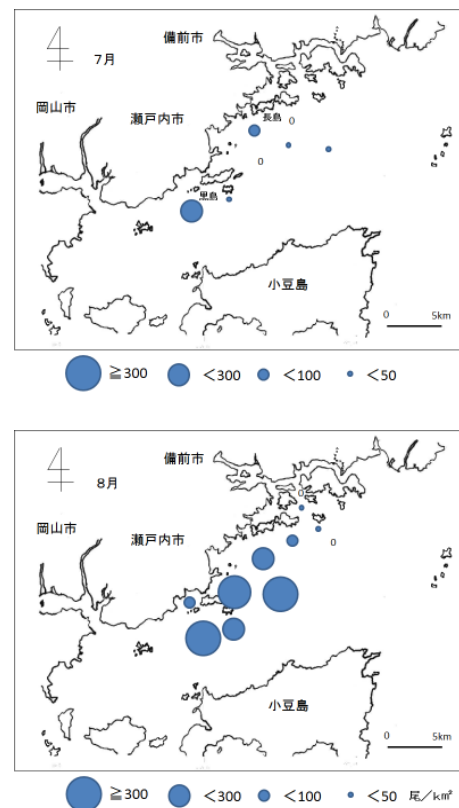 備前市
7月
岡山市
瀬戸内市
長島
0
0
黒島
小豆島
0 5km
≧300 <300 <100 <50
備前市
8月
0
岡山市
瀬戸内市
0
小豆島
0 5km
≧300 <300 <100 <50 尾/km²